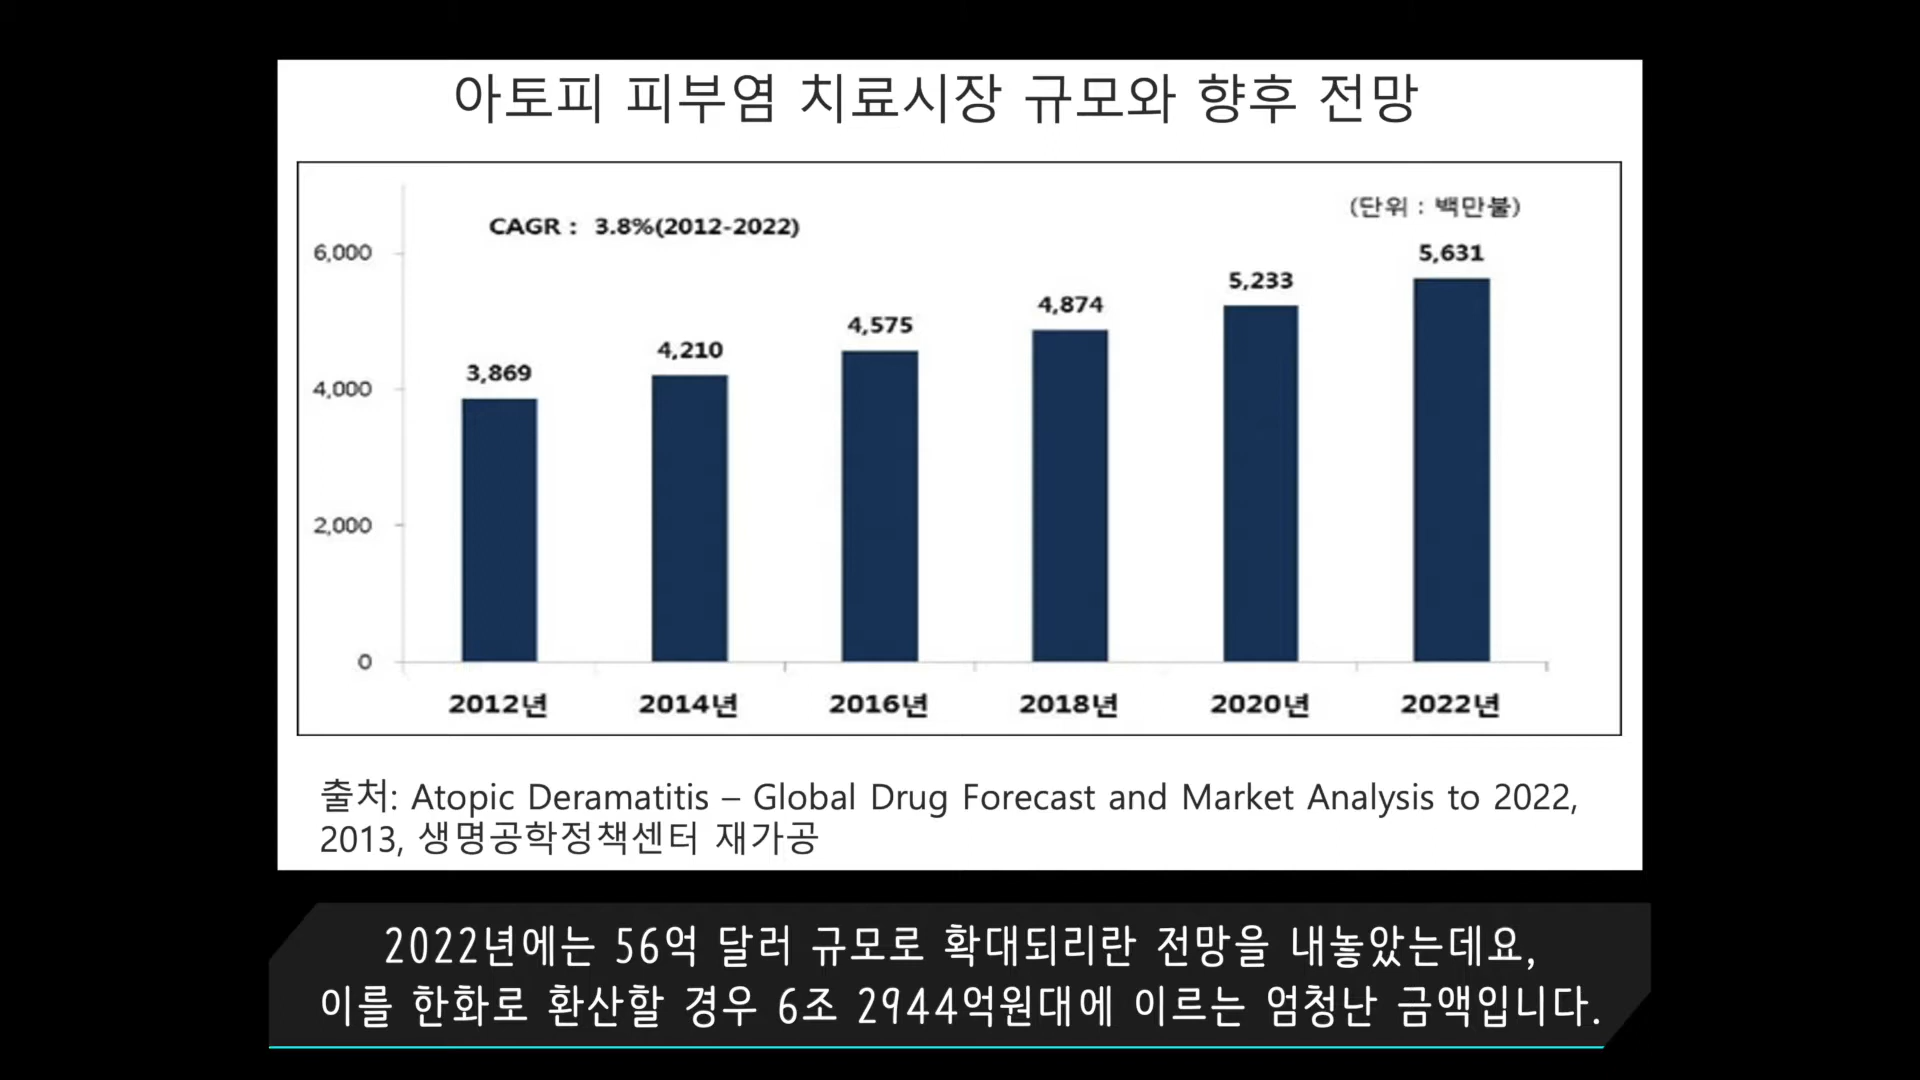 아토피 피부염 치료시장 규모와 향후 전망
CAGR : 3.8%(2012-2022)
(단위 : 백만불)
6,000
4,000
2,000
0
3,869
4,210
4,575
4,874
5,233
5,631
2012년
2014년
2016년
2018년
2020년
2022년
출처: Atopic Deramatitis – Global Drug Forecast and Market Analysis to 2022,
2013, 생명공학정책센터 재가공
2022년에는 56억 달러 규모로 확대되리란 전망을 내놓았는데요,
이를 한화로 환산할 경우 6조 2944억원대에 이르는 엄청난 금액입니다.